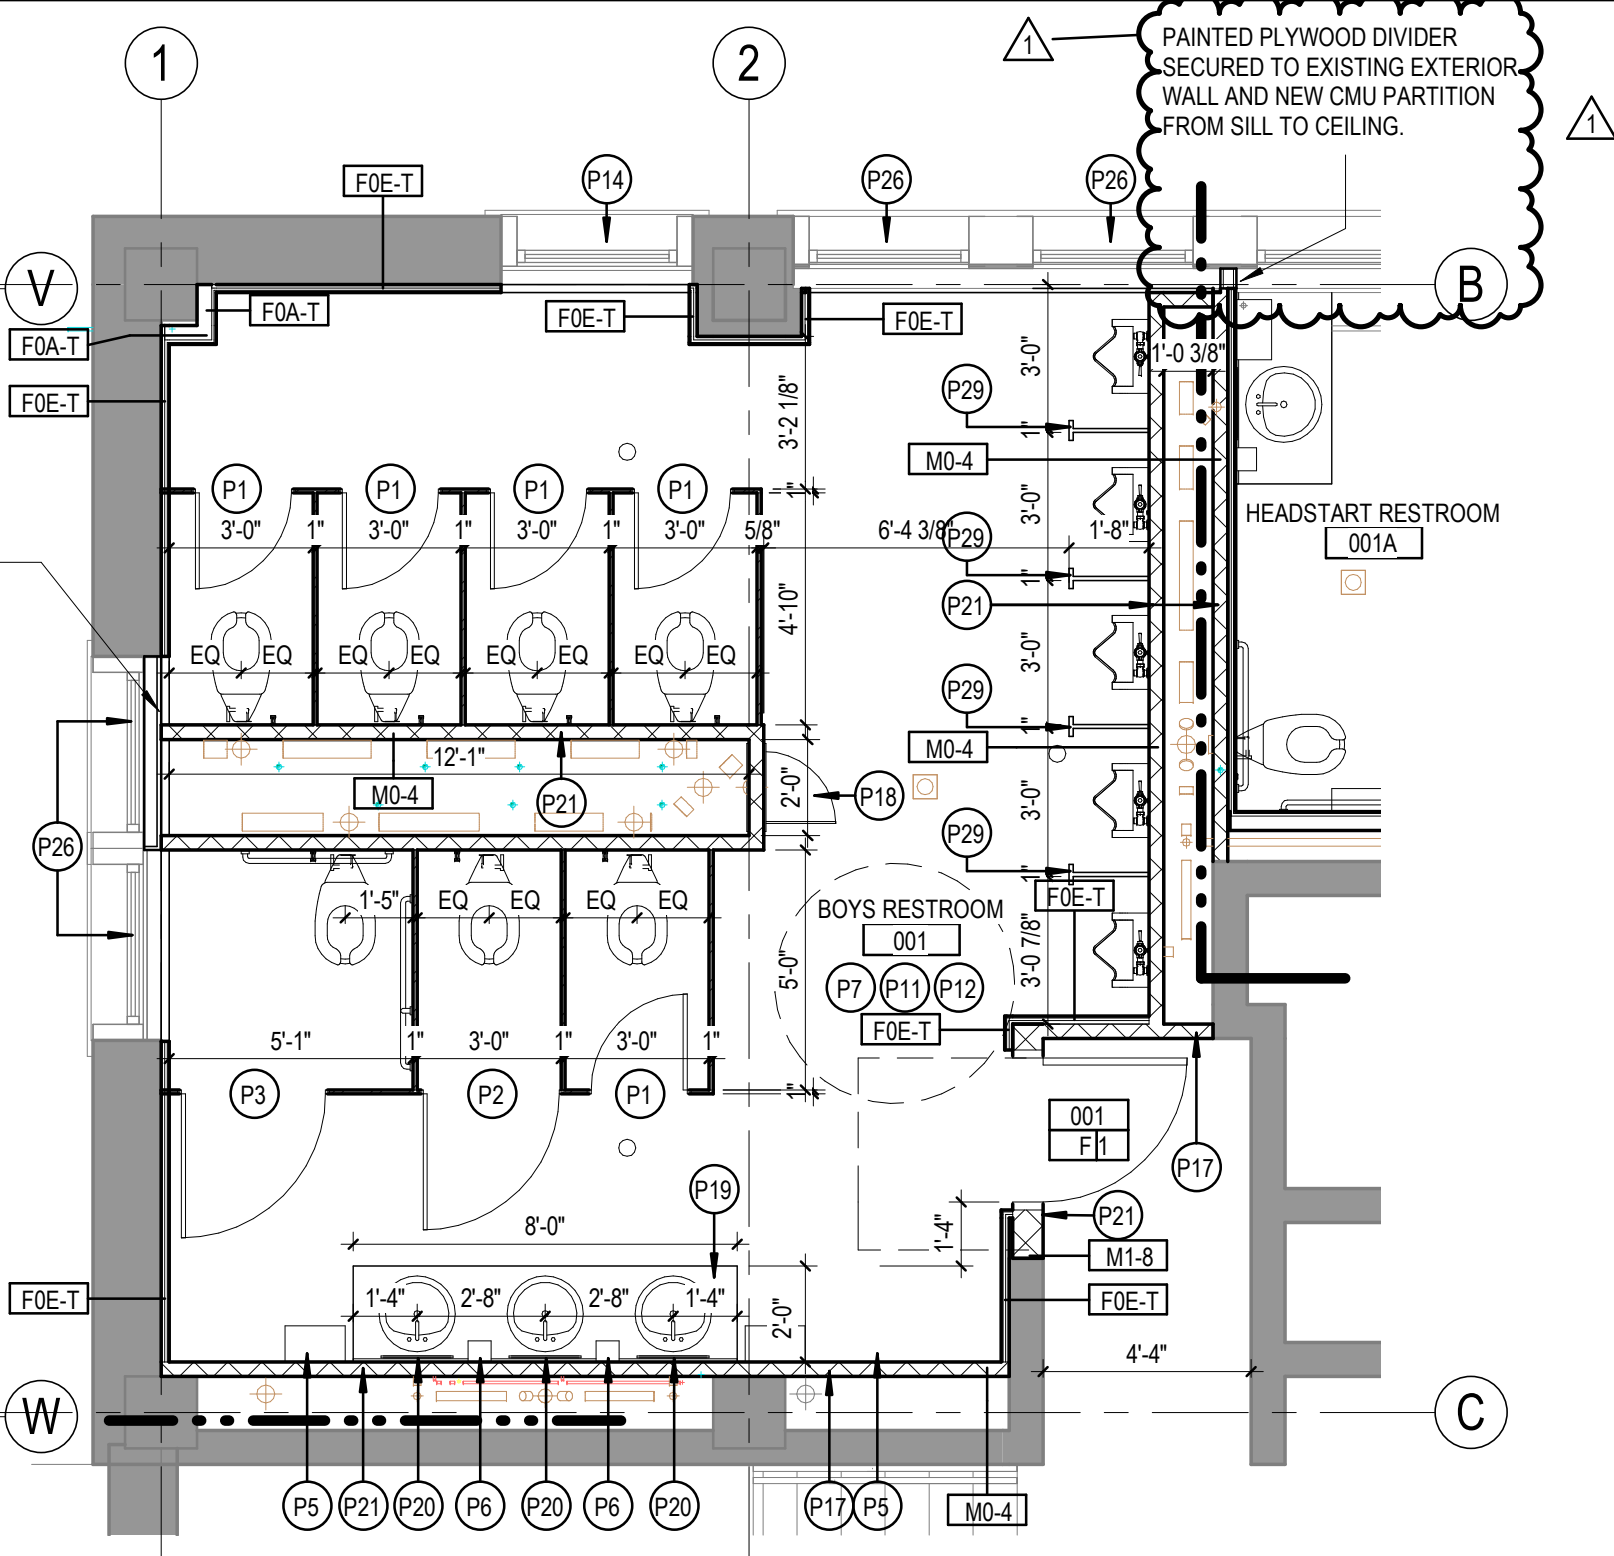 1
2
1
PAINTED PLYWOOD DIVIDER
SECURED TO EXISTING EXTERIOR
WALL AND NEW CMU PARTITION
FROM SILL TO CEILING.
1
F0E-T
P14
P26
P26
V
B
F0A-T
F0E-T
F0E-T
F0A-T
3'-0"
1'-0 3/8"
F0E-T
P29
3'-2 1/8"
1"
M0-4
P1
P1
P1
P1
1"
3'-0"
HEADSTART RESTROOM
001A
3'-0"
1"
3'-0"
1"
3'-0"
1"
3'-0"
5/8"
6'-4 3/8"
P29
1'-8"
1"
P21
4'-10"
EQ
EQ
EQ
EQ
EQ
EQ
EQ
EQ
3'-0"
P29
1"
M0-4
12'-1"
M0-4
P21
2'-0"
P18
3'-0"
P26
P29
1"
F0E-T
1'-5"
EQ
EQ
EQ
EQ
BOYS RESTROOM
001
P7
P11
P12
F0E-T
5'-0"
3'-0 7/8"
5'-1"
1"
3'-0"
1"
3'-0"
1"
P3
P2
P1
1"
001
F 1
P17
P19
P21
8'-0"
1'-4"
M1-8
F0E-T
F0E-T
1'-4"
2'-8"
2'-8"
1'-4"
2'-0"
4'-4"
W
C
P5
P21
P20
P6
P20
P6
P20
P17
P5
M0-4